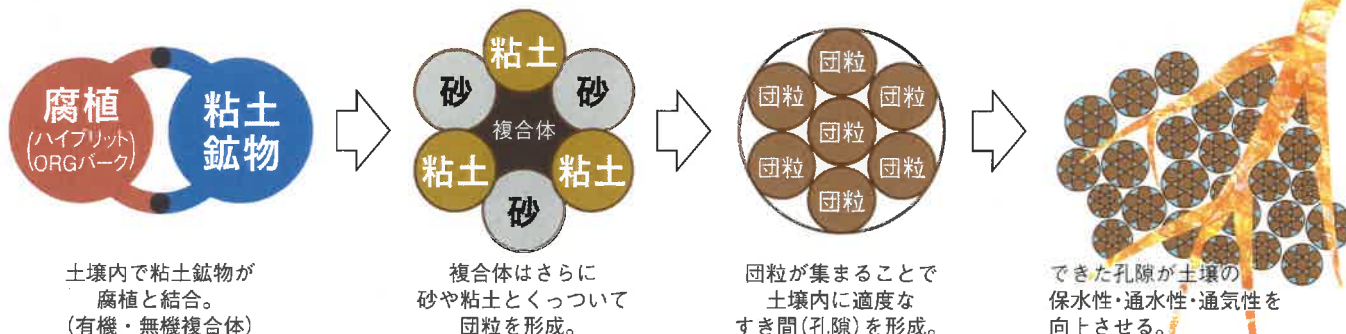 腐植
(ハイブリット
ORGバーク)
粘土
鉱物
土壌内で粘土鉱物が
腐植と結合。
(有機・無機複合体)
粘土
砂
砂
複合体
粘土
粘土
砂
複合体はさらに
砂や粘土とくっついて
団粒を形成。
団粒
団粒
団粒
団粒
団粒
団粒
団粒
団粒が集まることで
土壌内に適度な
すき間(孔隙)を形成。
できた孔隙が土壌の
保水性・通水性・通気性を
向上させる。